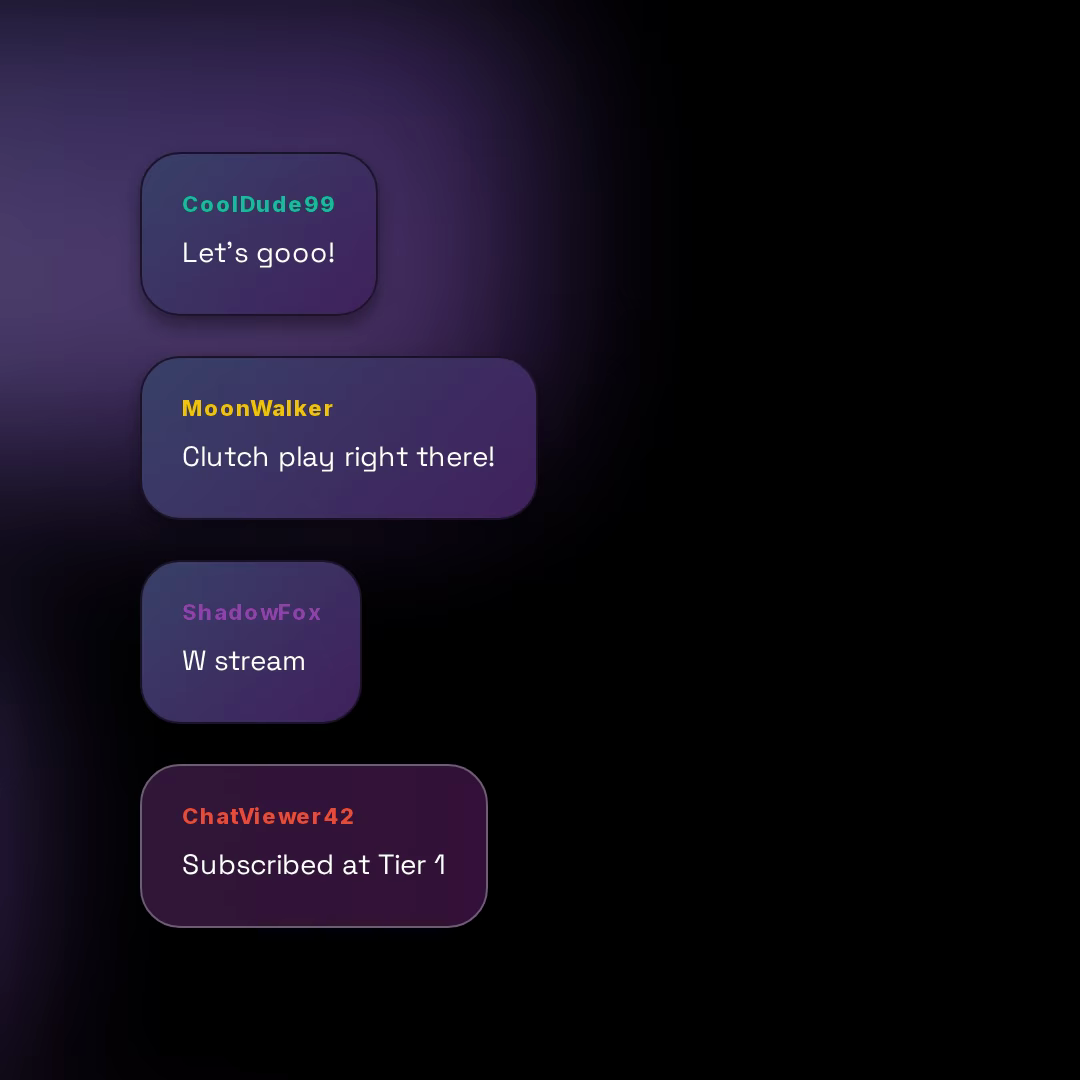 CoolDude99
Let's gooo!
MoonWalker
Clutch play right there!
ShadowFox
W stream
ChatViewer42
Subscribed at Tier 1